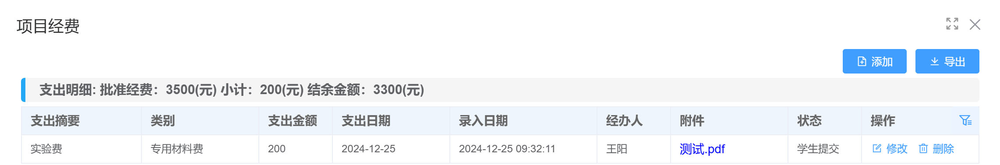 项目经费
添加 导出
支出明细: 批准经费：3500(元) 小计：200(元) 结余金额：3300(元)
支出摘要 类别 支出金额 支出日期 录入日期 经办人 附件 状态 操作
实验费 专用材料费 200 2024-12-25 2024-12-25 09:32:11 王阳 测试.pdf 学生提交 修改 删除